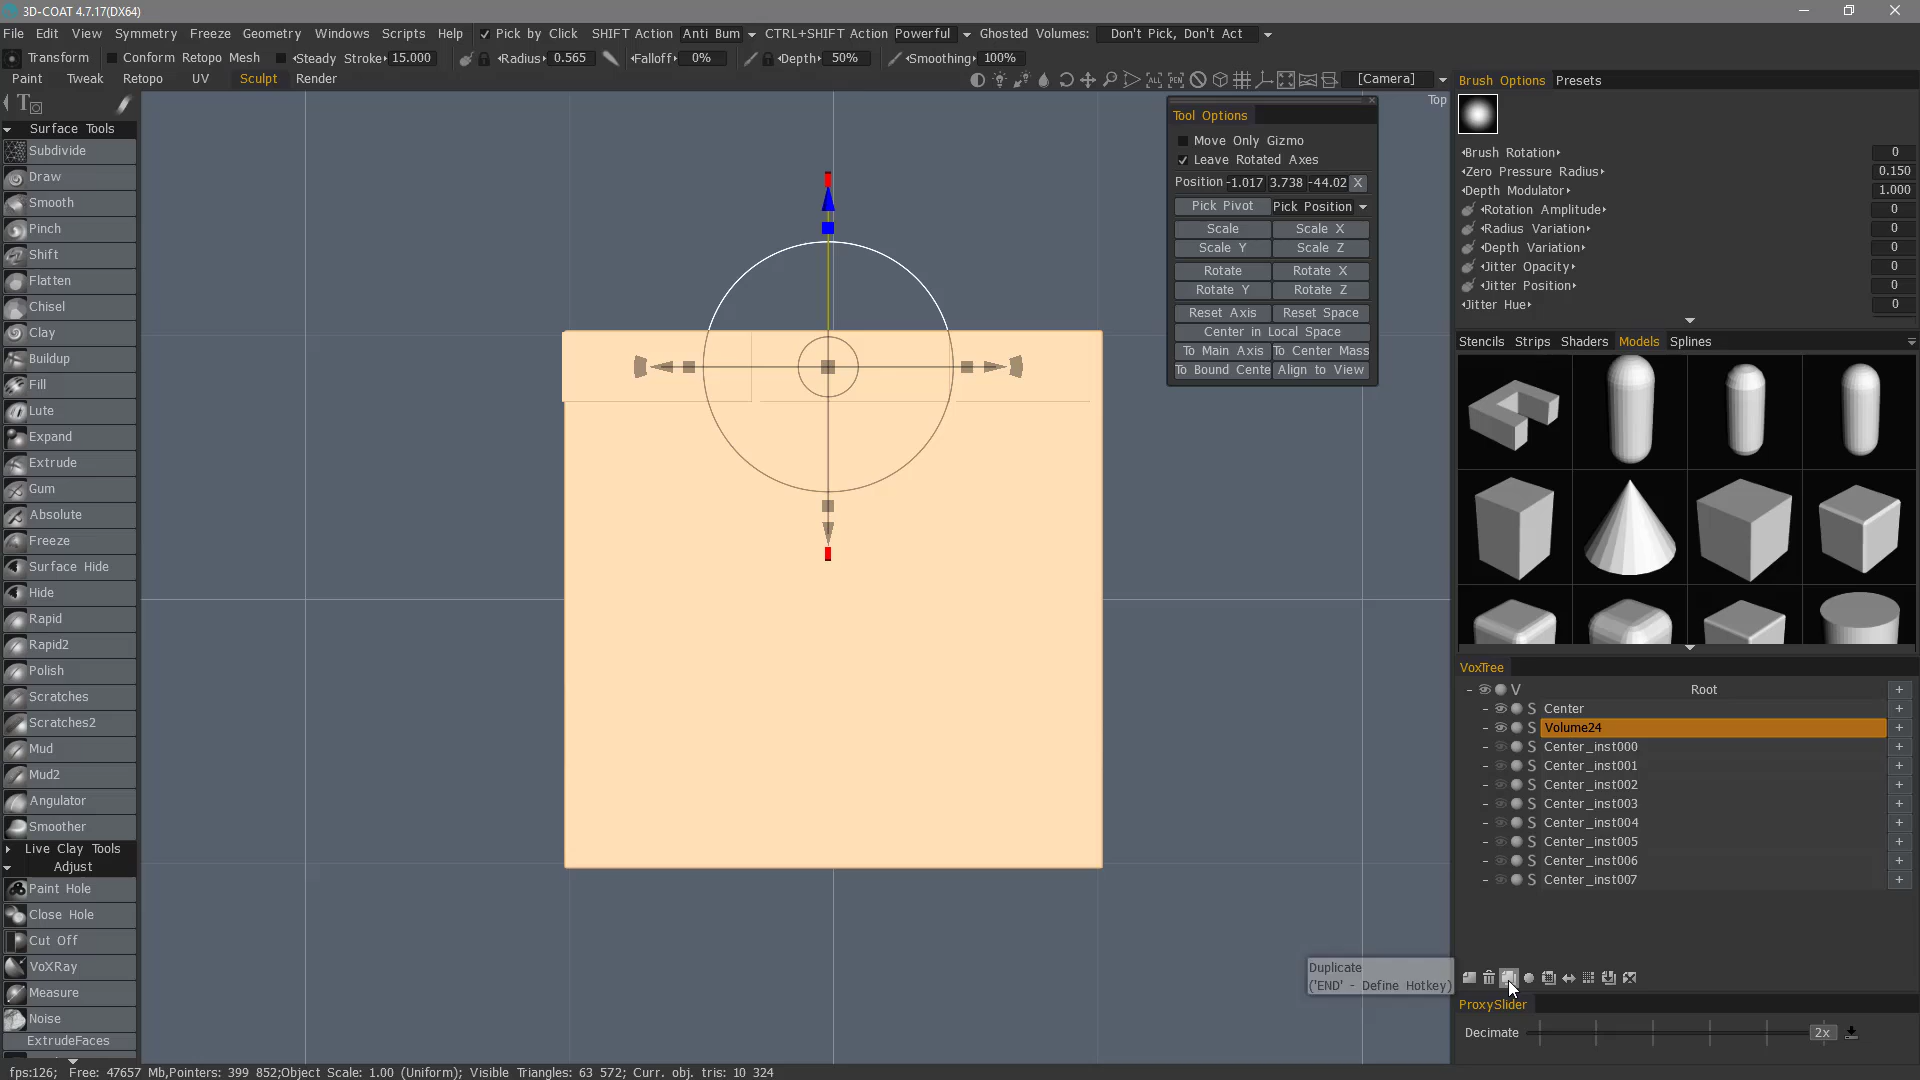 3D-COAT 4.7.17(DX64)
File Edit View Symmetry Freeze Geometry Windows Scripts Help Pick by Click SHIFT Action Anti Bum CTRL+SHIFT Action Powerful Ghosted Volumes: Don't Pick, Don't Act
Transform Conform Retopo Mesh Steady Stroke 15.000 Radius 0.565 Falloff 0% Depth 50% Smoothing 100%
Paint Tweak Retopo UV Sculpt Render [Camera]
Top
Surface Tools
Subdivide
Draw
Smooth
Pinch
Shift
Flatten
Chisel
Clay
Buildup
Fill
Lute
Expand
Extrude
Gum
Absolute
Freeze
Surface Hide
Hide
Rapid
Rapid2
Polish
Scratches
Scratches2
Mud
Mud2
Angulator
Smoother
Live Clay Tools
Adjust
Paint Hole
Close Hole
Cut Off
VoXRay
Measure
Noise
ExtrudeFaces
Tool Options
Move Only Gizmo
Leave Rotated Axes
Position -1.017 3.738 -44.02 X
Pick Pivot Pick Position
Scale Scale X
Scale Y Scale Z
Rotate Rotate X
Rotate Y Rotate Z
Reset Axis Reset Space
Center in Local Space
To Main Axis To Center Mass
To Bound Cente Align to View
Brush Options Presets
Brush Rotation 0
Zero Pressure Radius 0.150
Depth Modulator 1.000
Rotation Amplitude 0
Radius Variation 0
Depth Variation 0
Jitter Opacity 0
Jitter Position 0
Jitter Hue 0
Stencils Strips Shaders Models Splines
VoxTree
V Root +
S Center +
S Volume24 +
S Center_inst000 +
S Center_inst001 +
S Center_inst002 +
S Center_inst003 +
S Center_inst004 +
S Center_inst005 +
S Center_inst006 +
S Center_inst007 +
Duplicate
('END' - Define Hotkey)
ProxySlider
Decimate 2x
fps:126; Free: 47657 Mb,Pointers: 399 852;Object Scale: 1.00 (Uniform); Visible Triangles: 63 572; Curr. obj. tris: 10 324